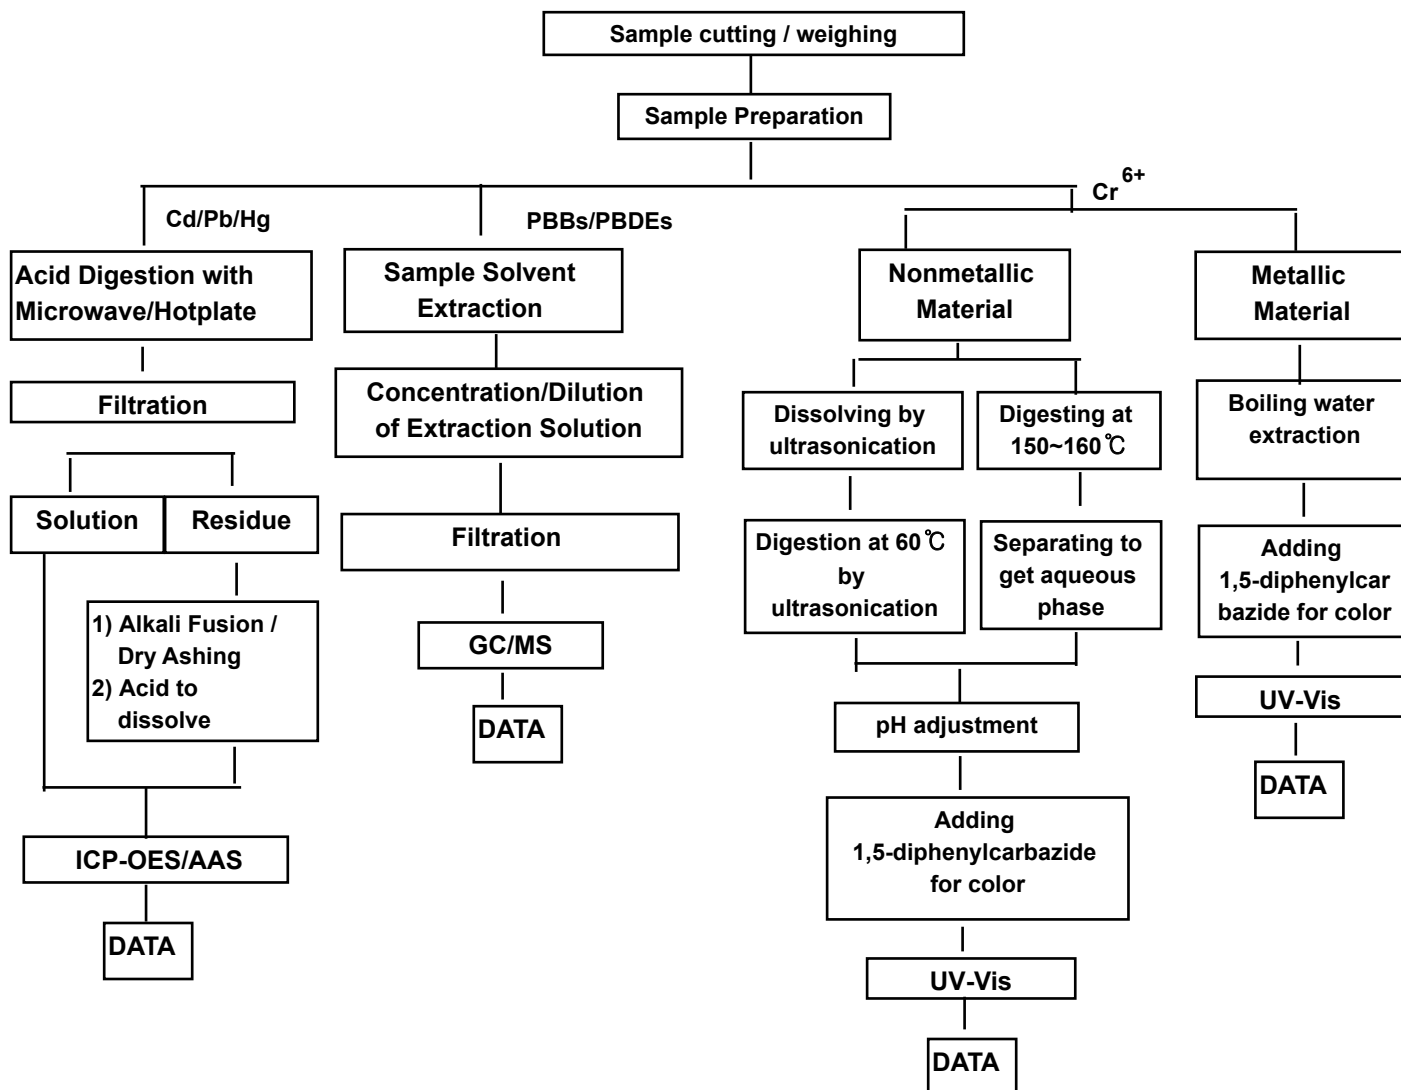 Sample cutting / weighing
Sample Preparation
Cr 6+
Cd/Pb/Hg
PBBs/PBDEs
Acid Digestion with
Microwave/Hotplate
Sample Solvent
Extraction
Nonmetallic
Material
Metallic
Material
Filtration
Concentration/Dilution
of Extraction Solution
Dissolving by
ultrasonication
Digesting at
150~160℃
Boiling water
extraction
Solution
Residue
Filtration
Digestion at 60℃
by
ultrasonication
Separating to
get aqueous
phase
Adding
1,5-diphenylcar
bazide for color
1) Alkali Fusion /
Dry Ashing
2) Acid to
dissolve
GC/MS
DATA
pH adjustment
UV-Vis
DATA
ICP-OES/AAS
DATA
Adding
1,5-diphenylcarbazide
for color
UV-Vis
DATA